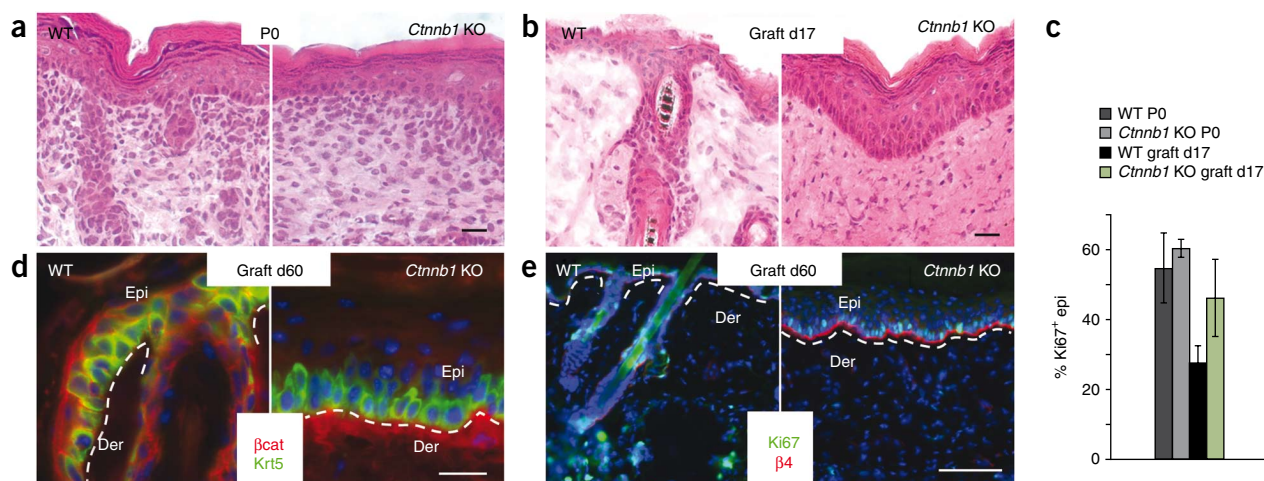 a
WT
P0
Ctnnb1 KO
b
WT
Graft d17
Ctnnb1 KO
c
WT P0
Ctnnb1 KO P0
WT graft d17
Ctnnb1 KO graft d17
% Ki67+ epi
60
40
20
0
d
WT
Graft d60
Ctnnb1 KO
Epi
Der
Epi
Der
βcat
Krt5
e
WT
Graft d60
Ctnnb1 KO
Epi
Der
Epi
Der
Ki67
β4